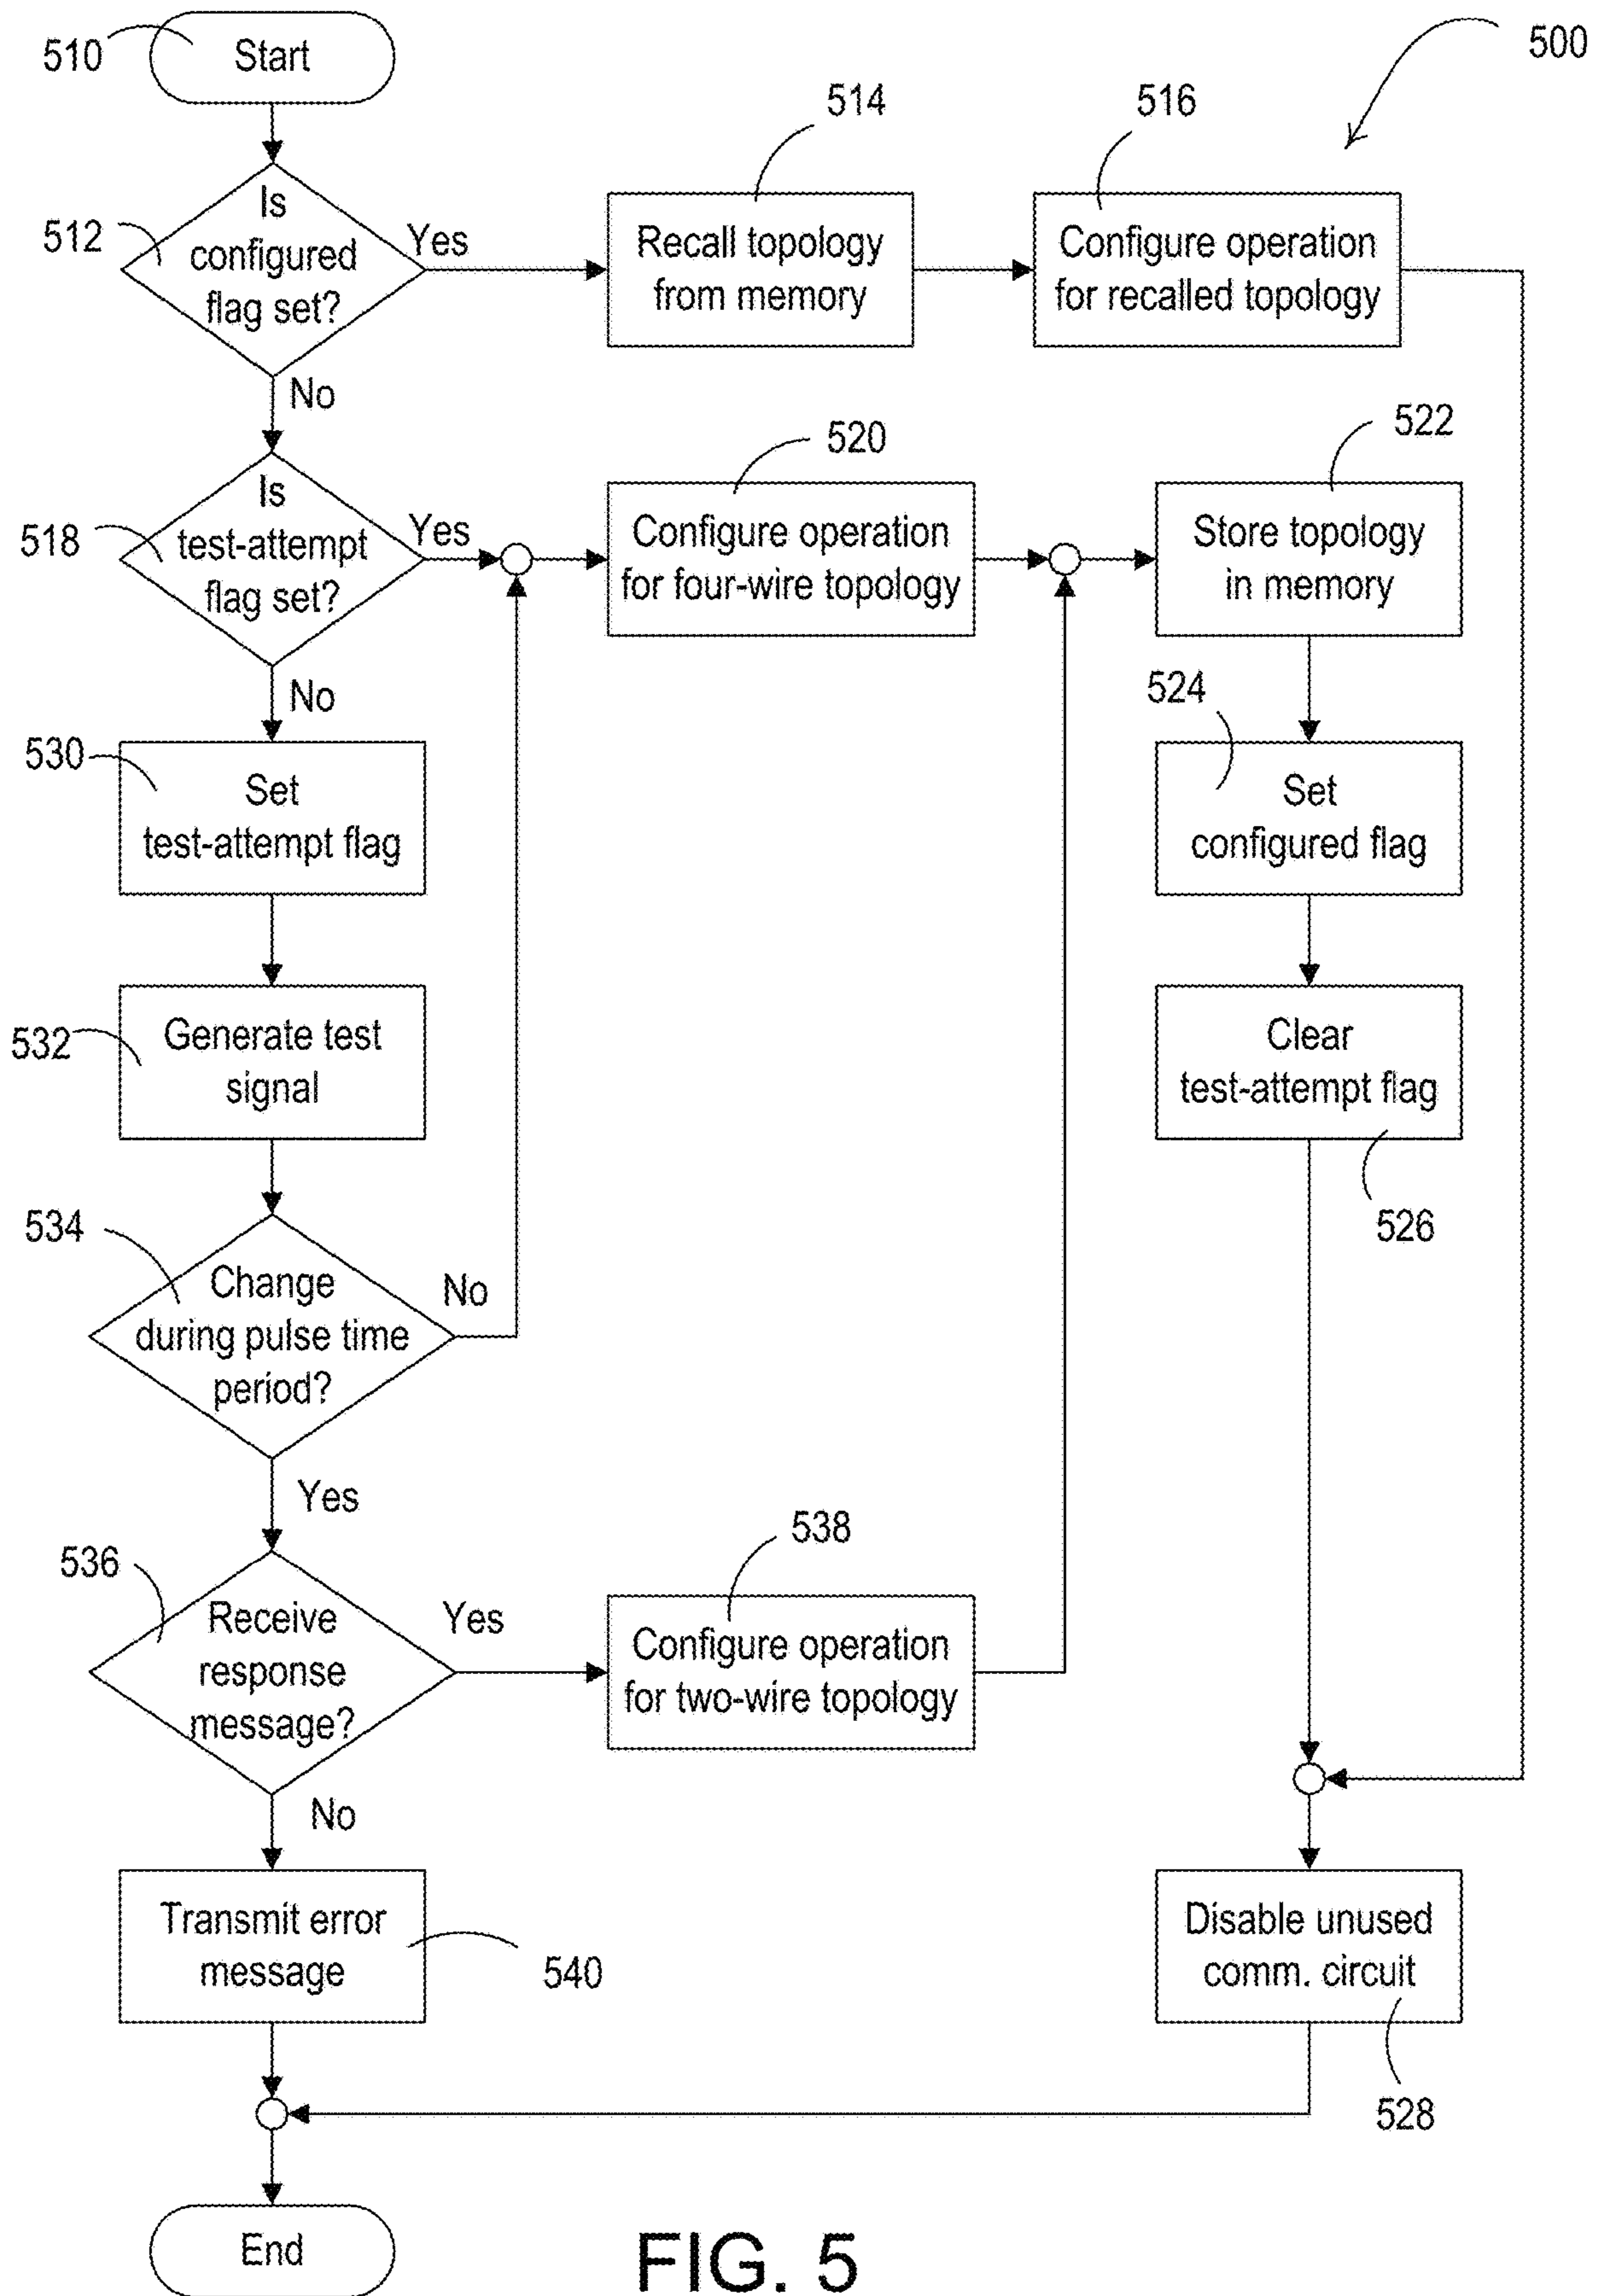 510
Start
500
514
516
512
Is
configured
flag set?
Yes
Recall topology
from memory
Configure operation
for recalled topology
No
520
522
518
Is
test-attempt
flag set?
Yes
Configure operation
for four-wire topology
Store topology
in memory
No
524
530
Set
test-attempt flag
Set
configured flag
532
Generate test
signal
Clear
test-attempt flag
526
534
Change
during pulse time
period?
No
Yes
538
536
Receive
response
message?
Yes
Configure operation
for two-wire topology
No
Transmit error
message
540
Disable unused
comm. circuit
528
End
FIG. 5